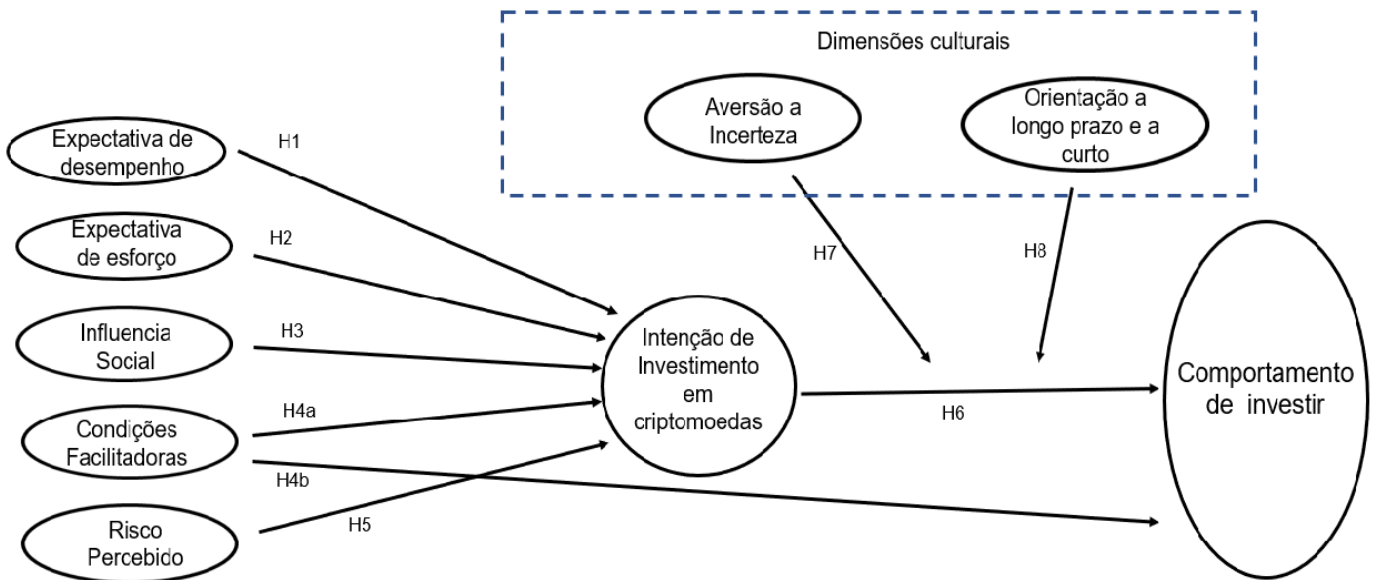 Dimensões culturais
Aversão a
Incerteza
Orientação a
longo prazo e a
curto
Expectativa de
desempenho
H1
Expectativa
de esforço
H2
H7
H8
Influencia
Social
H3
Intenção de
Investimento
em
criptomoedas
Comportamento
de investir
H6
Condições
Facilitadoras
H4a
H4b
Risco
Percebido
H5